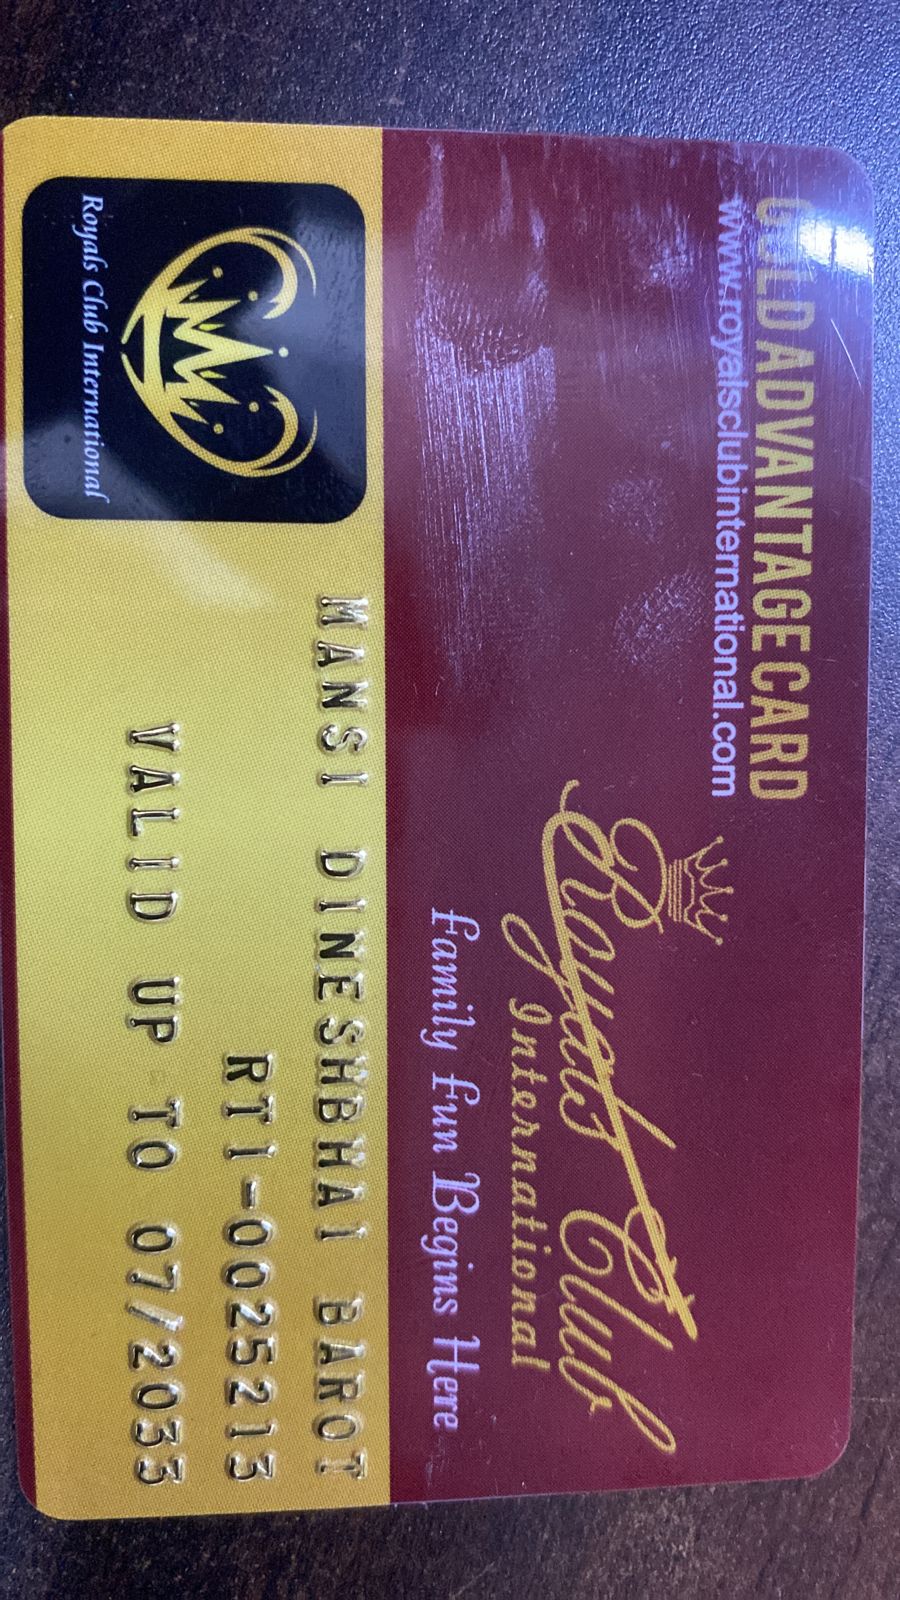 GOLD ADVANTAGE CARD
www.royalsclubinternational.com
Royals Club
International
Family Fun Begins Here
MANSI DINESHBHAI BAROT
RTI-0025213
VALID UP TO 07/2033
Royals Club International